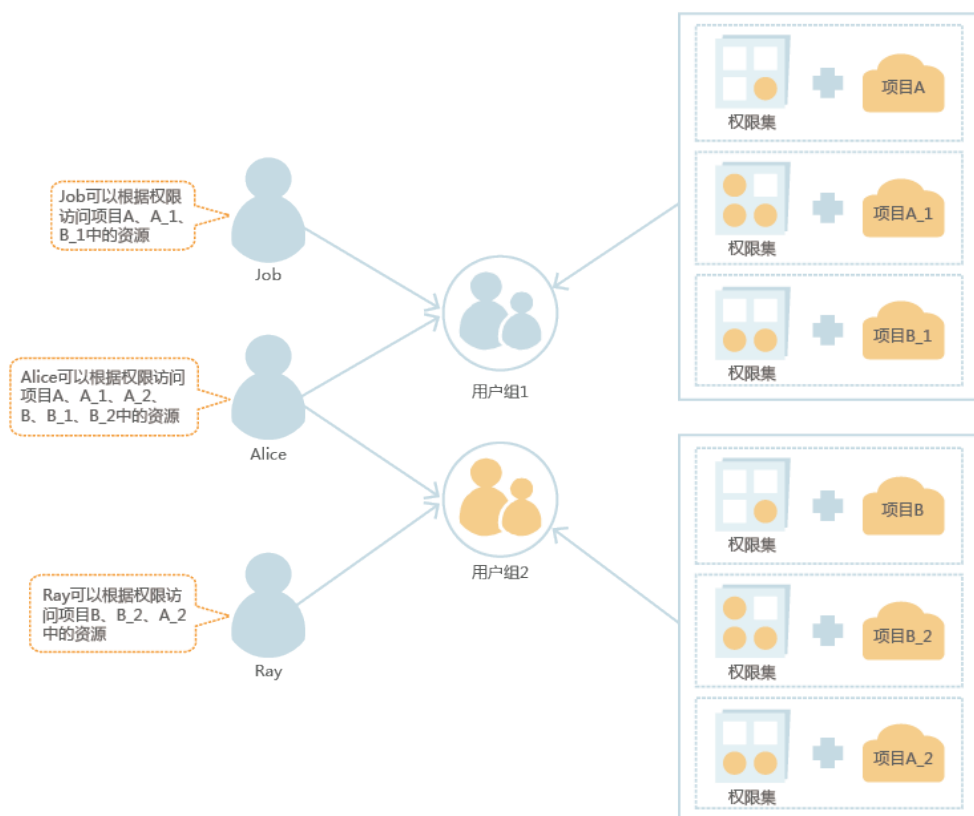 Job可以根据权限
访问项目A、A_1、
B_1中的资源
Job
Alice可以根据权限访问
项目A、A_1、A_2、
B、B_1、B_2中的资源
Alice
Ray可以根据权限访
问项目B、B_2、A_2
中的资源
Ray
用户组1
用户组2
权限集
项目A
权限集
项目A_1
权限集
项目B_1
权限集
项目B
权限集
项目B_2
权限集
项目A_2